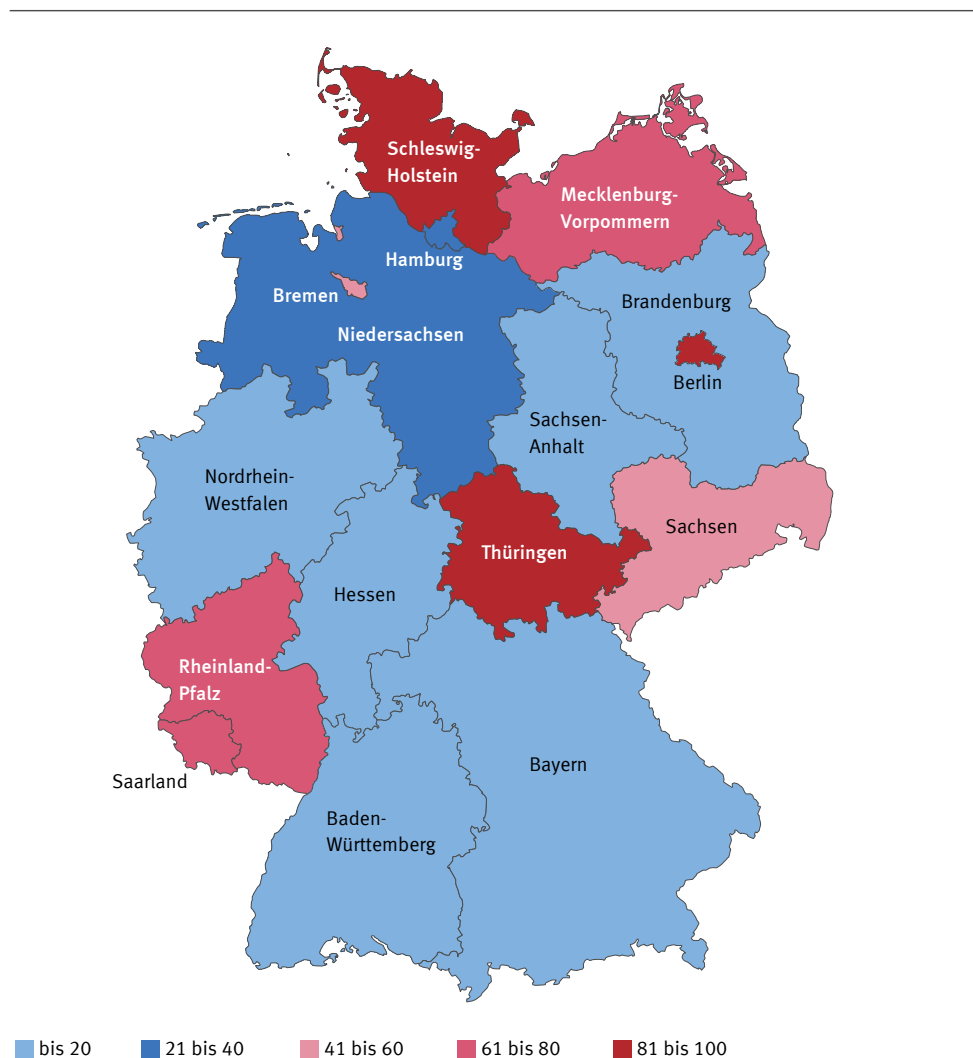 Schleswig-
Holstein
Mecklenburg-
Vorpommern
Hamburg
Bremen
Niedersachsen
Brandenburg
Berlin
Sachsen-
Anhalt
Nordrhein-
Westfalen
Sachsen
Thüringen
Hessen
Rheinland-
Pfalz
Saarland
Bayern
Baden-
Württemberg
bis 20 21 bis 40 41 bis 60 61 bis 80 81 bis 100